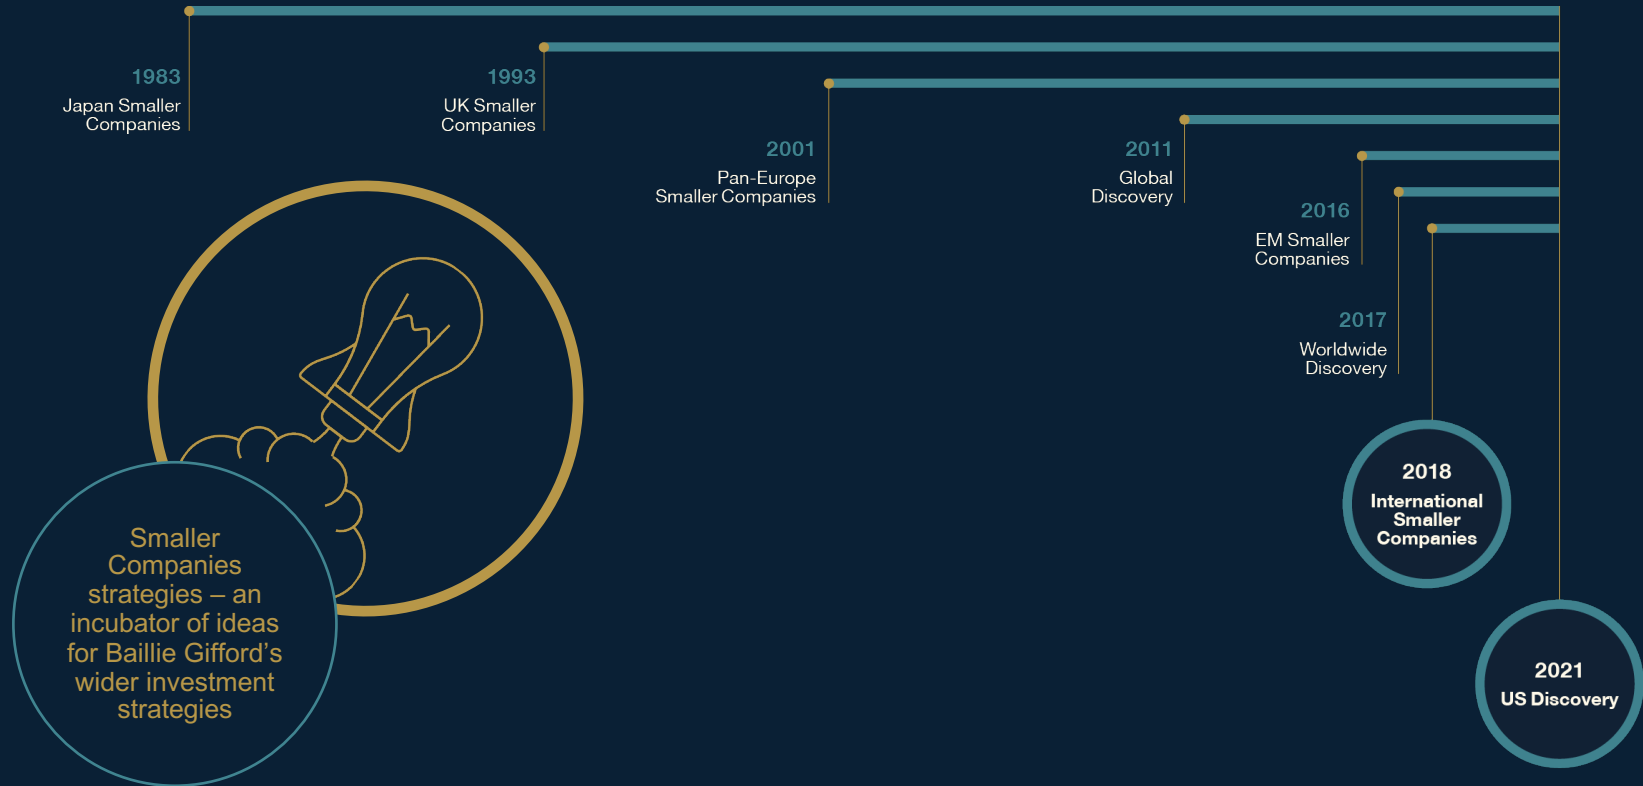 1983
Japan Smaller
Companies
1993
UK Smaller
Companies
2001
Pan-Europe
Smaller Companies
2011
Global
Discovery
2016
EM Smaller
Companies
2017
Worldwide
Discovery
2018
International
Smaller
Companies
2021
US Discovery
Smaller
Companies
strategies – an
incubator of ideas
for Baillie Gifford’s
wider investment
strategies